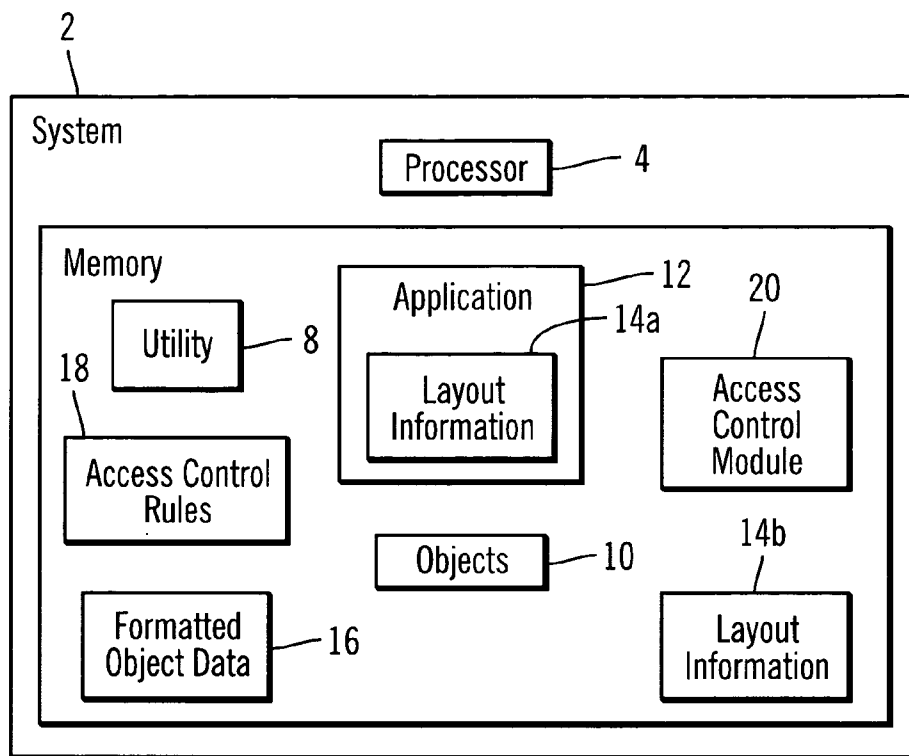 2
System
Processor
4
Memory
Utility
8
Application
12
14a
Layout
Information
20
Access
Control
Module
18
Access Control
Rules
Objects
10
14b
Layout
Information
Formatted
Object Data
16